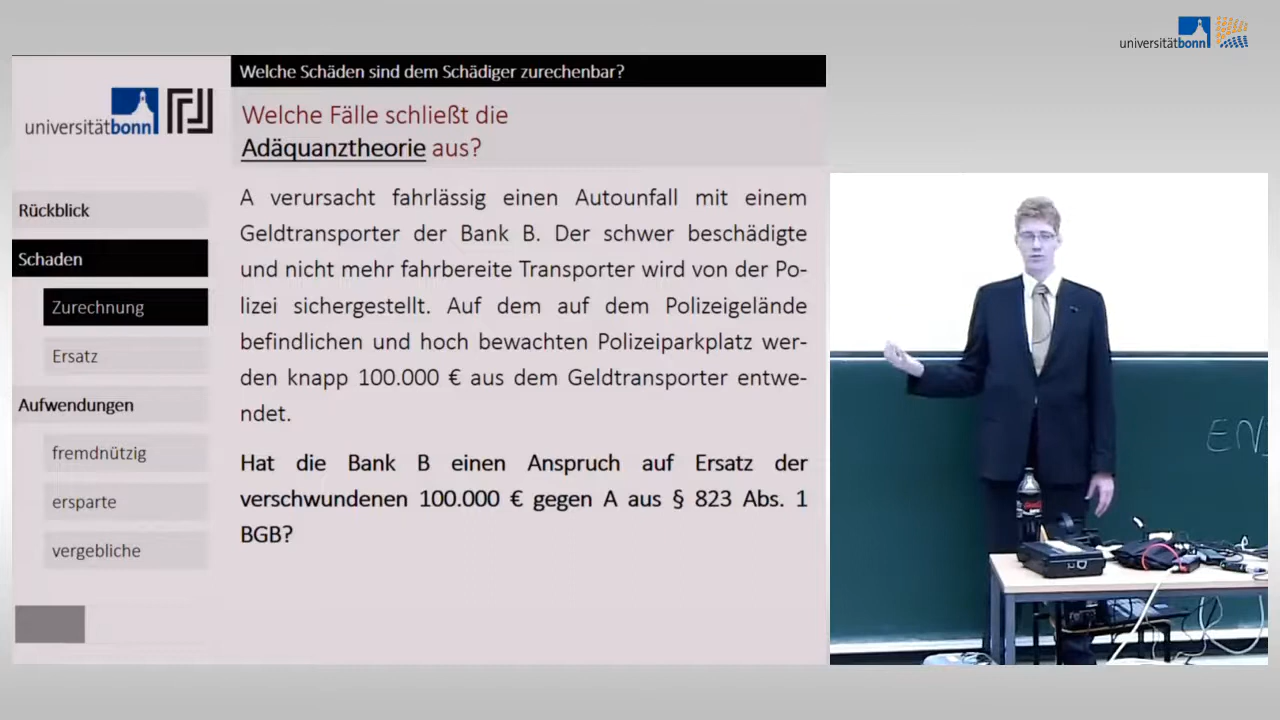 universitätbonn
Welche Schäden sind dem Schädiger zurechenbar?
universitätbonn
Welche Fälle schließt die
Adäquanztheorie aus?
Rückblick
Schaden
Zurechnung
Ersatz
Aufwendungen
fremdnützig
ersparte
vergebliche
A verursacht fahrlässig einen Autounfall mit einem
Geldtransporter der Bank B. Der schwer beschädigte
und nicht mehr fahrbereite Transporter wird von der Po-
lizei sichergestellt. Auf dem auf dem Polizeigelände
befindlichen und hoch bewachten Polizeiparkplatz wer-
den knapp 100.000 € aus dem Geldtransporter entwe-
ndet.
Hat die Bank B einen Anspruch auf Ersatz der
verschwundenen 100.000 € gegen A aus § 823 Abs. 1
BGB?